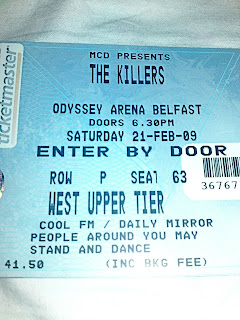 ticketmaster
MCD PRESENTS
THE KILLERS
ODYSSEY ARENA BELFAST
DOORS 6.30PM
SATURDAY 21-FEB-09
ENTER BY DOOR
ROW P SEAT 63
36767
WEST UPPER TIER
COOL FM / DAILY MIRROR
PEOPLE AROUND YOU MAY
STAND AND DANCE
41.50 (INC BKG FEE)